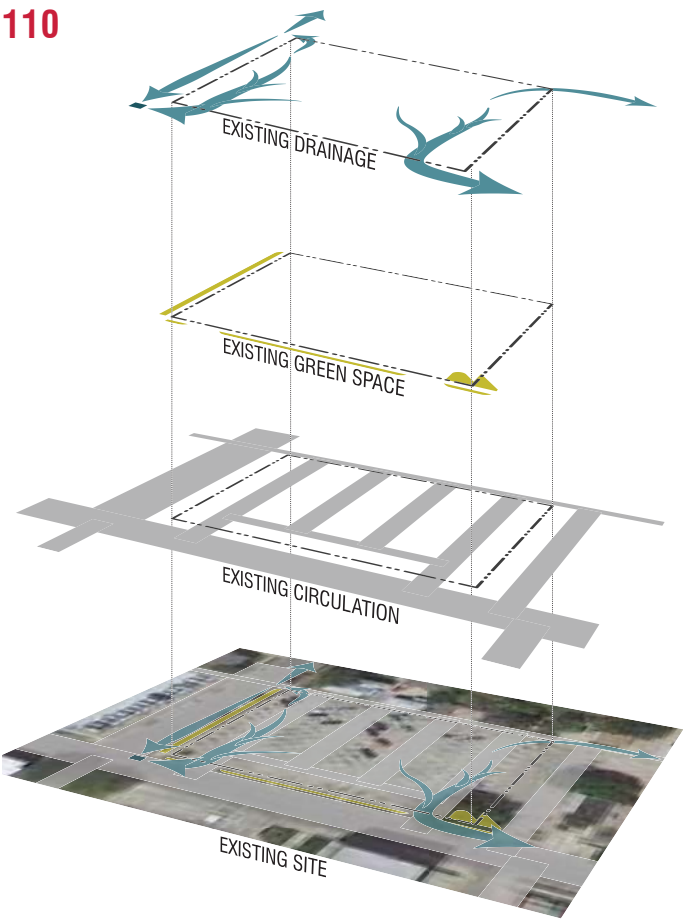 110
EXISTING DRAINAGE
EXISTING GREEN SPACE
EXISTING CIRCULATION
EXISTING SITE